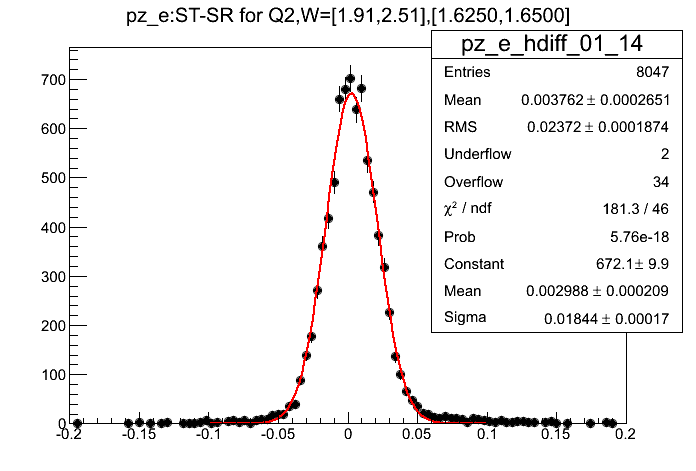 pz_e:ST-SR for Q2,W=[1.91,2.51],[1.6250,1.6500]
pz_e_hdiff_01_14
Entries 8047
Mean 0.003762 ± 0.0002651
RMS 0.02372 ± 0.0001874
Underflow 2
Overflow 34
χ² / ndf 181.3 / 46
Prob 5.76e-18
Constant 672.1 ± 9.9
Mean 0.002988 ± 0.000209
Sigma 0.01844 ± 0.00017
700
600
500
400
300
200
100
0
-0.2 -0.15 -0.1 -0.05 0 0.05 0.1 0.15 0.2